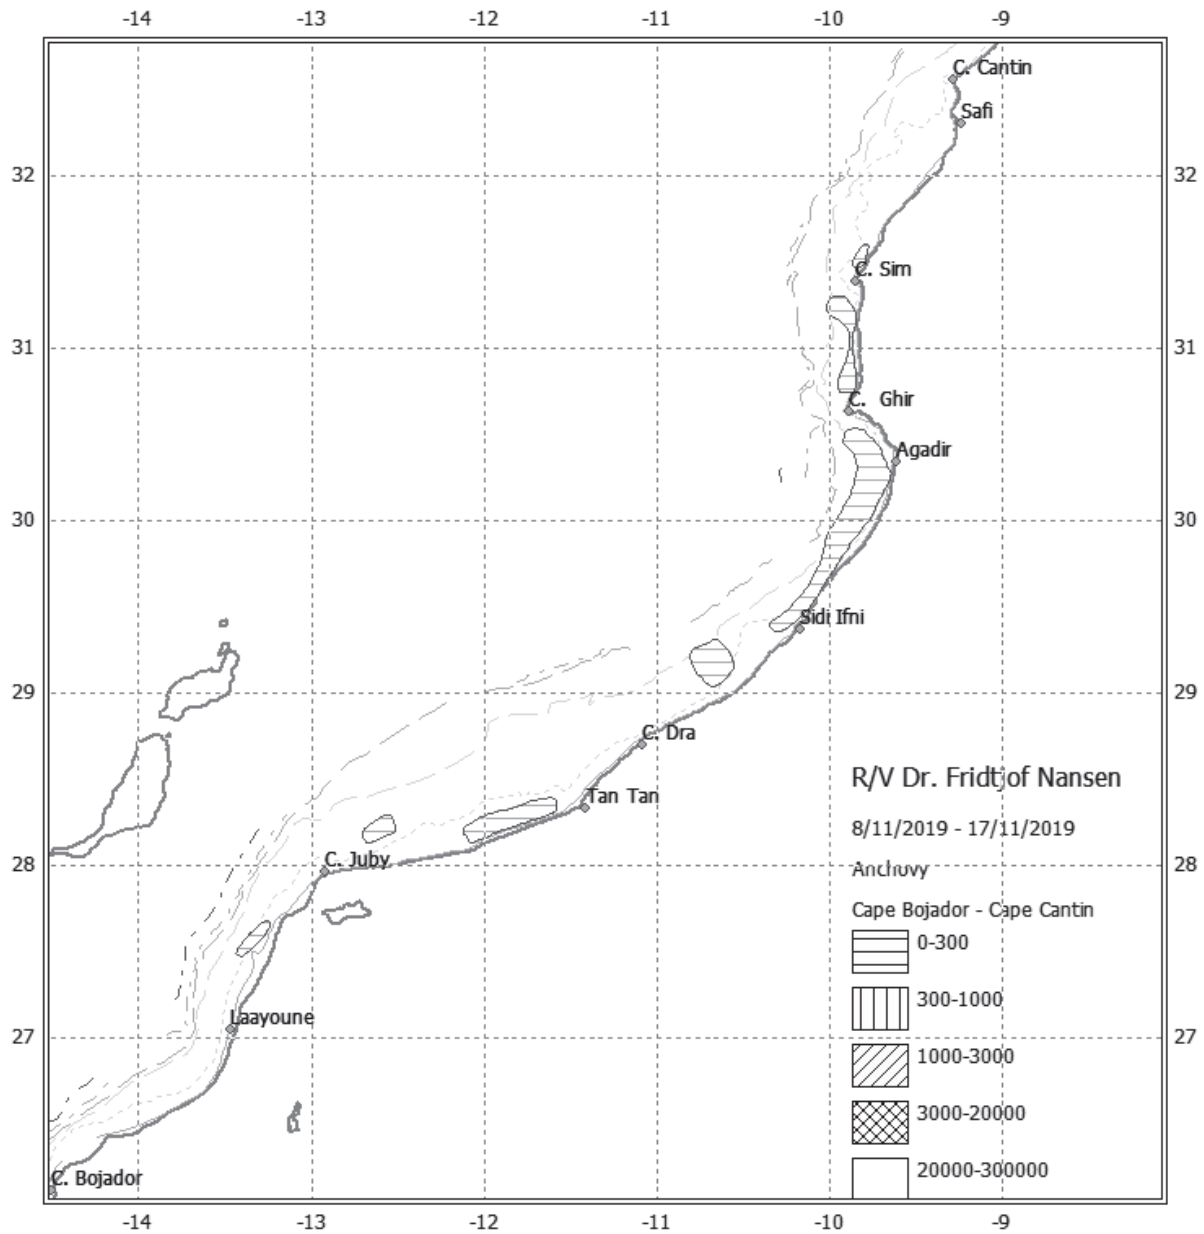 -14 -13 -12 -11 -10 -9
C. Cantin
Safi
32 32
C. Sim
31 31
C. Ghir
Agadir
30 30
Sidi Ifni
29 29
C. Dra
R/V Dr. Fridtjof Nansen
Tan Tan
8/11/2019 - 17/11/2019
C. Juby
28 28
Anchovy
Cape Bojador - Cape Cantin
0-300
300-1000
Laayoune
27 27
1000-3000
3000-20000
20000-300000
C. Bojador
-14 -13 -12 -11 -10 -9